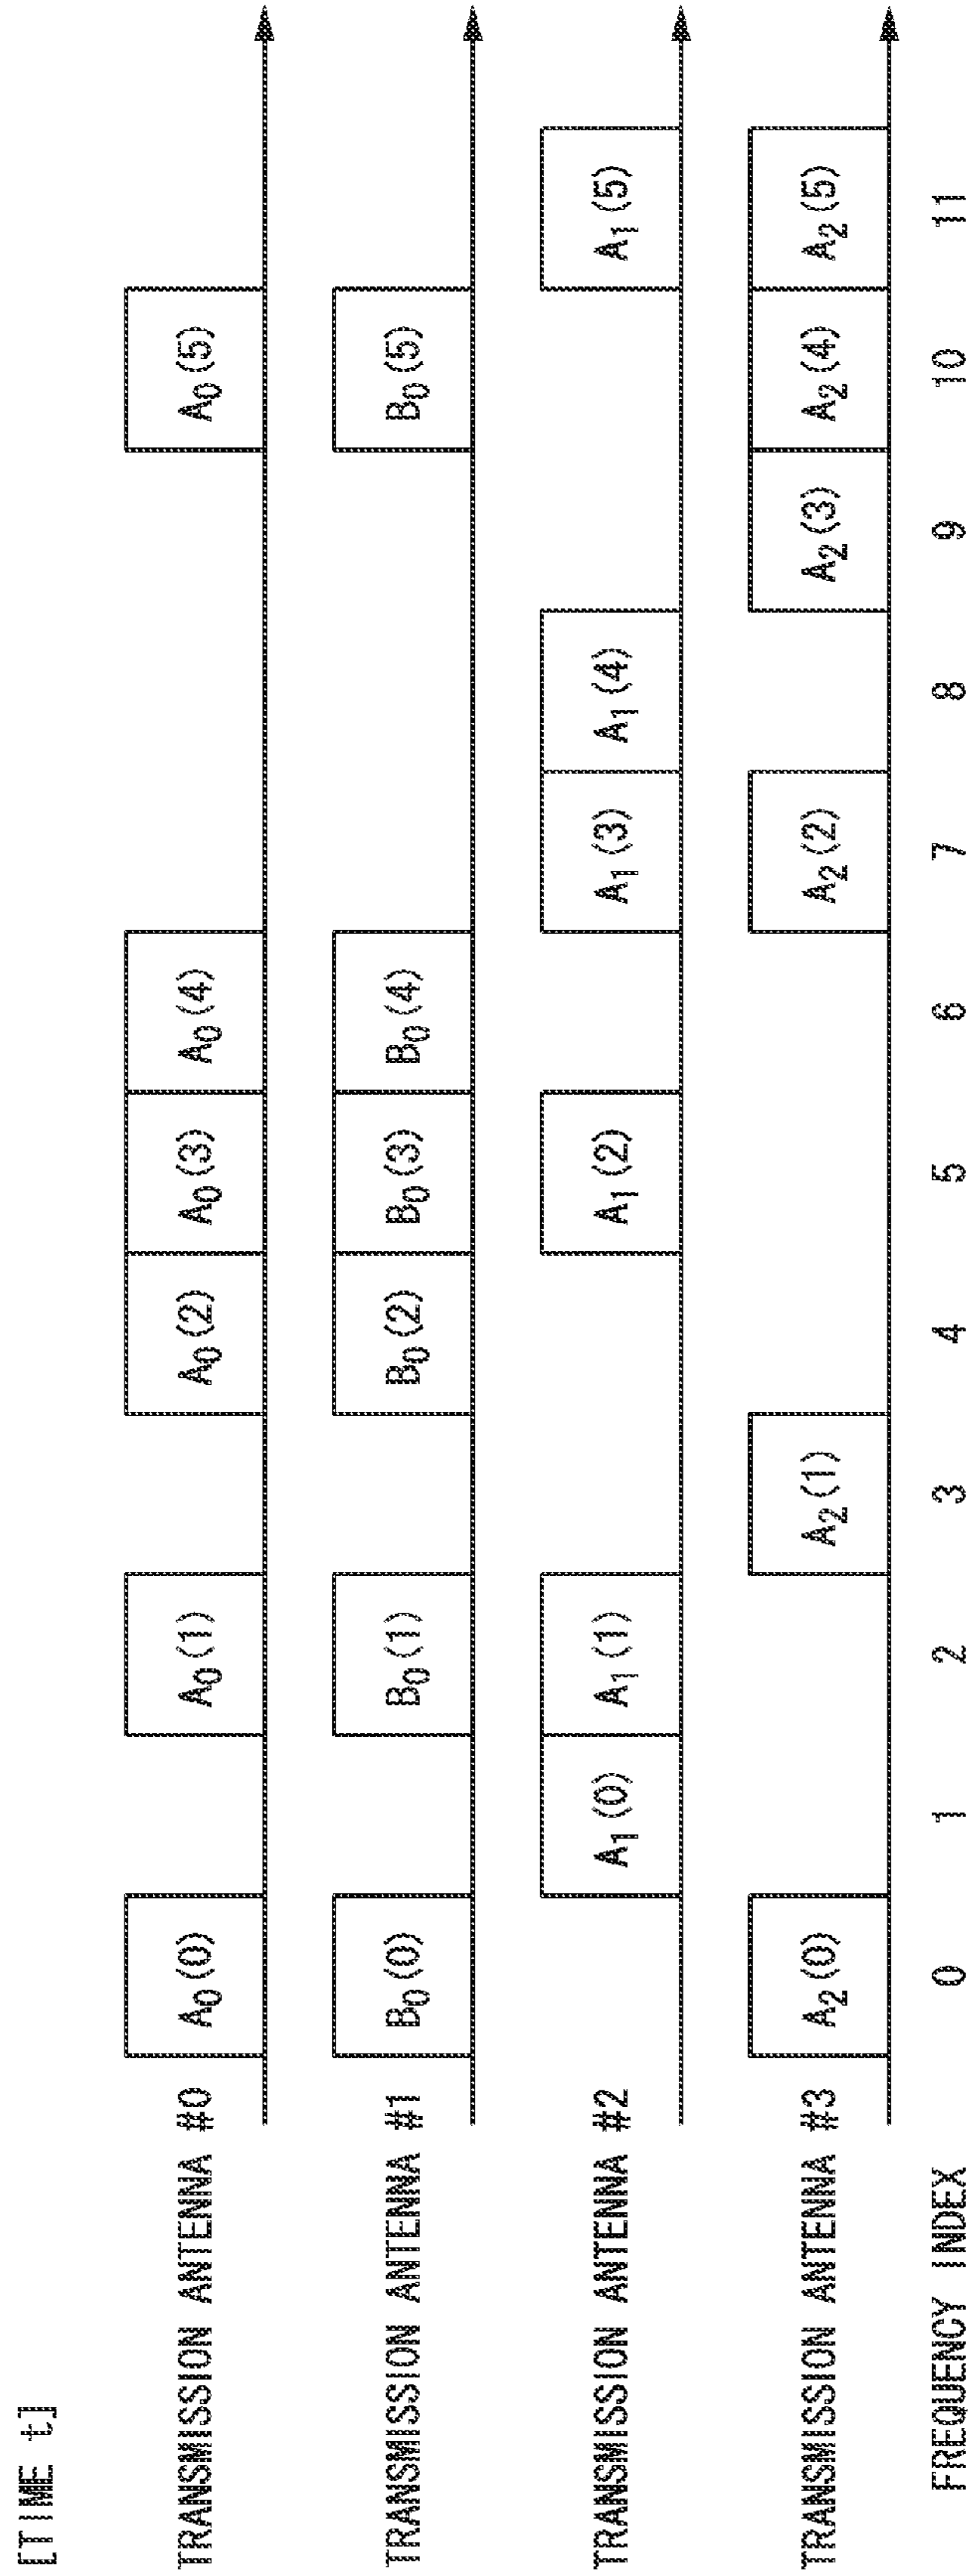 [TIME t]
TRANSMISSION ANTENNA #0 A0(0) A0(1) A0(2) A0(3) A0(4) A0(5)
TRANSMISSION ANTENNA #1 B0(0) B0(1) B0(2) B0(3) B0(4) B0(5)
TRANSMISSION ANTENNA #2 A1(0) A1(1) A1(2) A1(3) A1(4) A1(5)
TRANSMISSION ANTENNA #3 A2(0) A2(1) A2(2) A2(3) A2(4) A2(5)
FREQUENCY INDEX 0 1 2 3 4 5 6 7 8 9 10 11